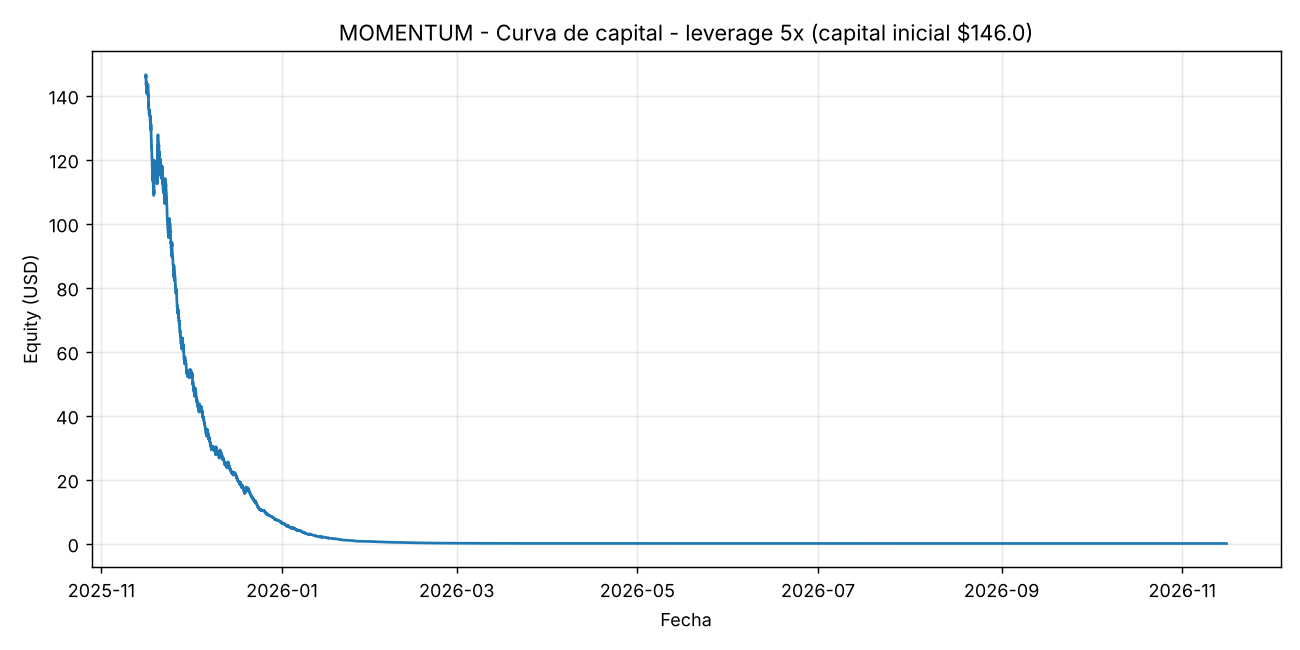 MOMENTUM - Curva de capital - leverage 5x (capital inicial $146.0)
140
120
100
80
60
40
20
0
Equity (USD)
2025-11 2026-01 2026-03 2026-05 2026-07 2026-09 2026-11
Fecha